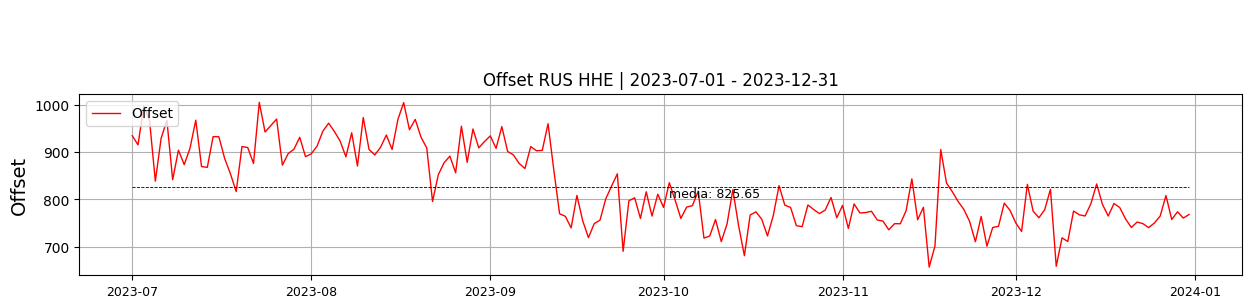 Offset RUS HHE | 2023-07-01 - 2023-12-31
Offset
1000
900
800
700
Offset
media: 825.65
2023-07
2023-08
2023-09
2023-10
2023-11
2023-12
2024-01